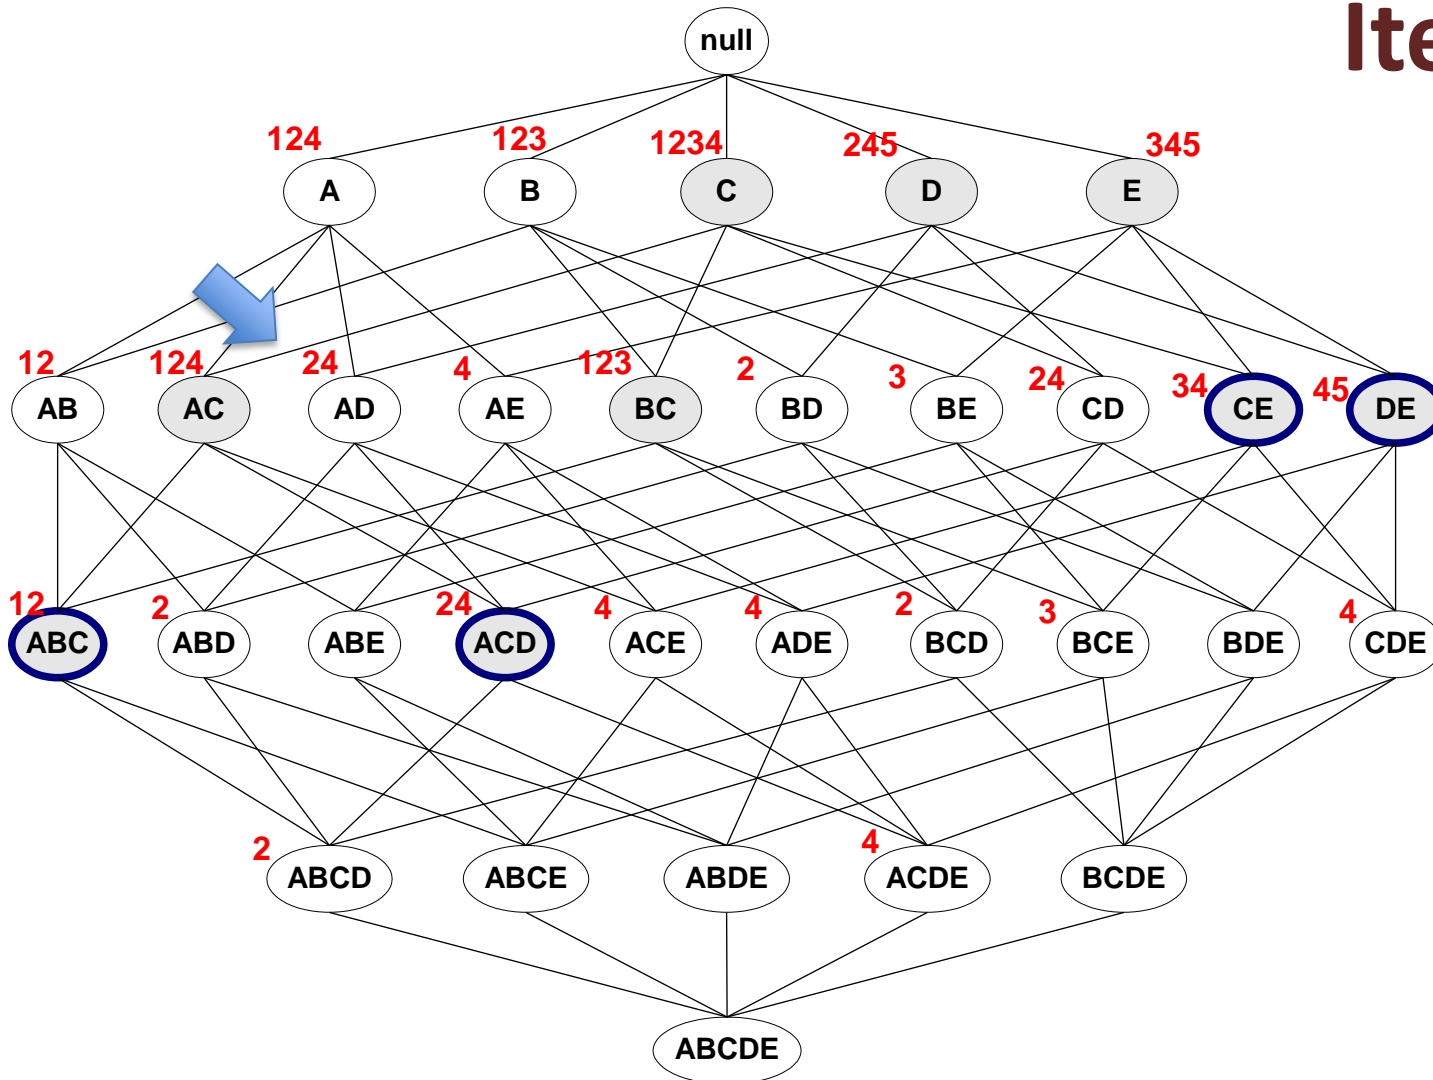 Ite
null
124 123 1234 245 345
A B C D E
12 124 24 4 123 2 3 24 34 45
AB AC AD AE BC BD BE CD CE DE
12 2 24 4 4 2 3 4
ABC ABD ABE ACD ACE ADE BCD BCE BDE CDE
2 4
ABCD ABCE ABDE ACDE BCDE
ABCDE